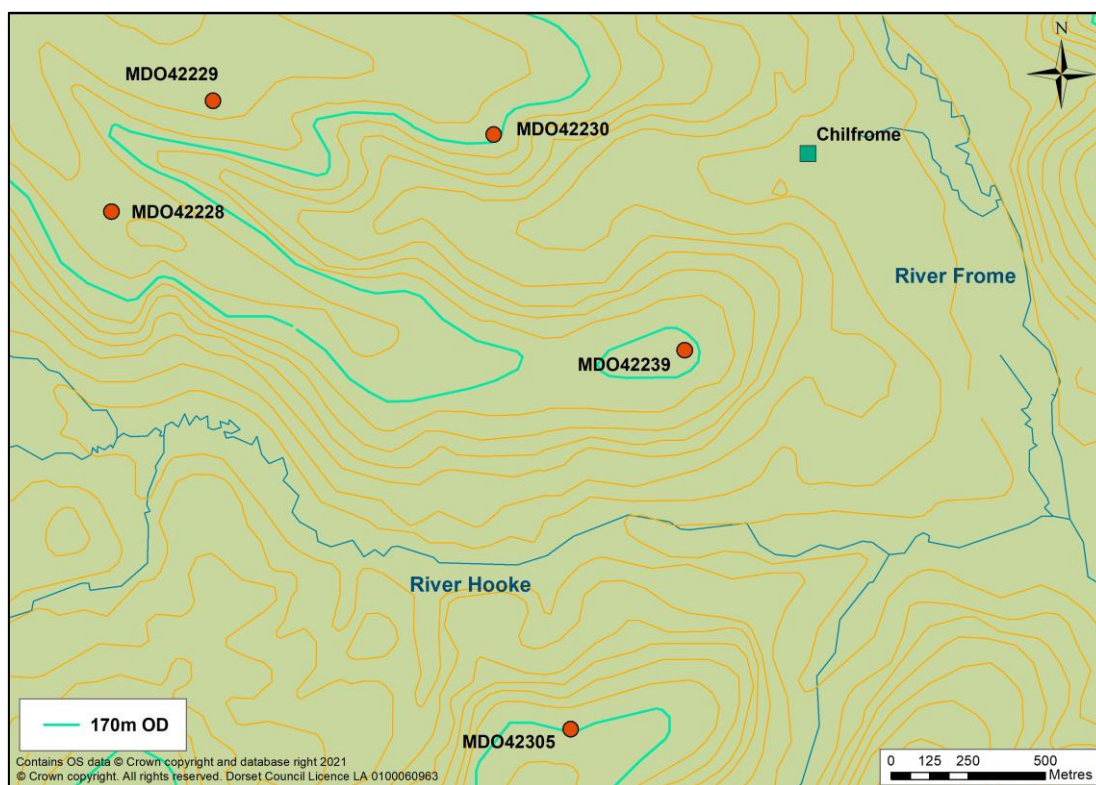 N
MDO42229
MDO42230
Chilfrome
MDO42228
River Frome
MDO42239
River Hooke
170m OD
MDO42305
Contains OS data © Crown copyright and database right 2021
© Crown copyright. All rights reserved. Dorset Council Licence LA 0100060963
0 125 250 500
Metres